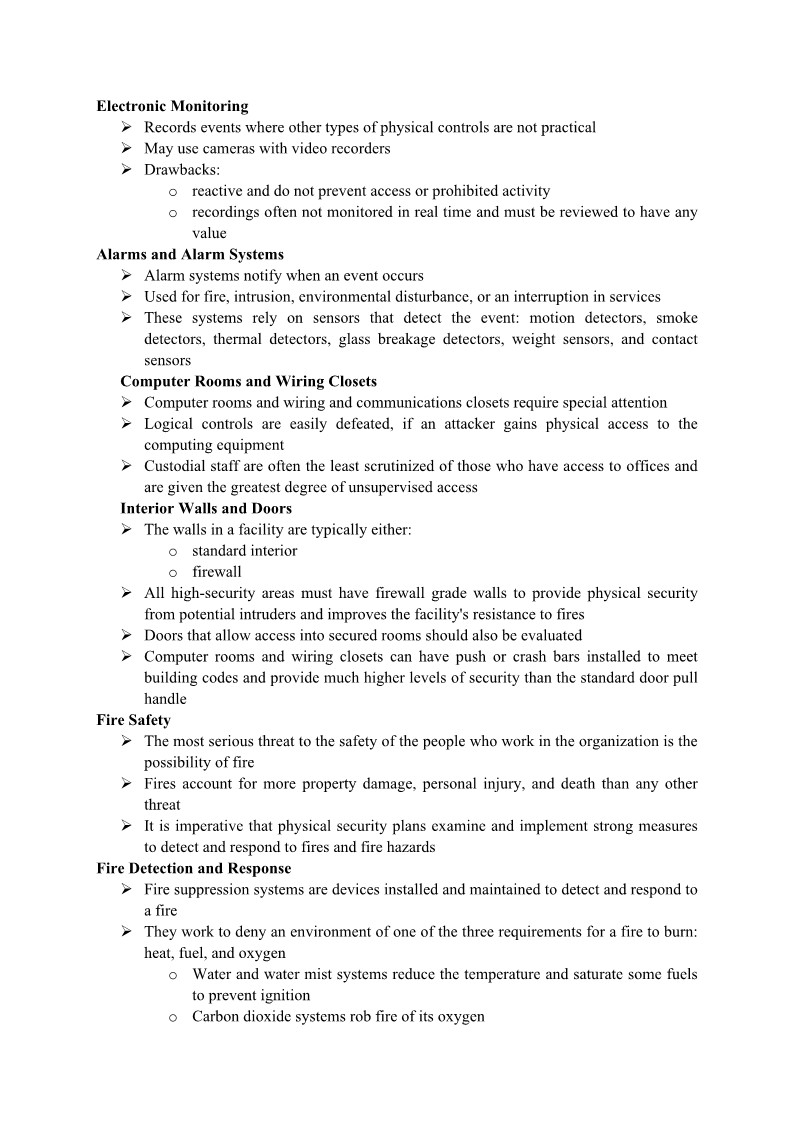 Electronic Monitoring
➢ Records events where other types of physical controls are not practical
➢ May use cameras with video recorders
➢ Drawbacks:
o reactive and do not prevent access or prohibited activity
o recordings often not monitored in real time and must be reviewed to have any
value
Alarms and Alarm Systems
➢ Alarm systems notify when an event occurs
➢ Used for fire, intrusion, environmental disturbance, or an interruption in services
➢ These systems rely on sensors that detect the event: motion detectors, smoke
detectors, thermal detectors, glass breakage detectors, weight sensors, and contact
sensors
Computer Rooms and Wiring Closets
➢ Computer rooms and wiring and communications closets require special attention
➢ Logical controls are easily defeated, if an attacker gains physical access to the
computing equipment
➢ Custodial staff are often the least scrutinized of those who have access to offices and
are given the greatest degree of unsupervised access
Interior Walls and Doors
➢ The walls in a facility are typically either:
o standard interior
o firewall
➢ All high-security areas must have firewall grade walls to provide physical security
from potential intruders and improves the facility's resistance to fires
➢ Doors that allow access into secured rooms should also be evaluated
➢ Computer rooms and wiring closets can have push or crash bars installed to meet
building codes and provide much higher levels of security than the standard door pull
handle
Fire Safety
➢ The most serious threat to the safety of the people who work in the organization is the
possibility of fire
➢ Fires account for more property damage, personal injury, and death than any other
threat
➢ It is imperative that physical security plans examine and implement strong measures
to detect and respond to fires and fire hazards
Fire Detection and Response
➢ Fire suppression systems are devices installed and maintained to detect and respond to
a fire
➢ They work to deny an environment of one of the three requirements for a fire to burn:
heat, fuel, and oxygen
o Water and water mist systems reduce the temperature and saturate some fuels
to prevent ignition
o Carbon dioxide systems rob fire of its oxygen